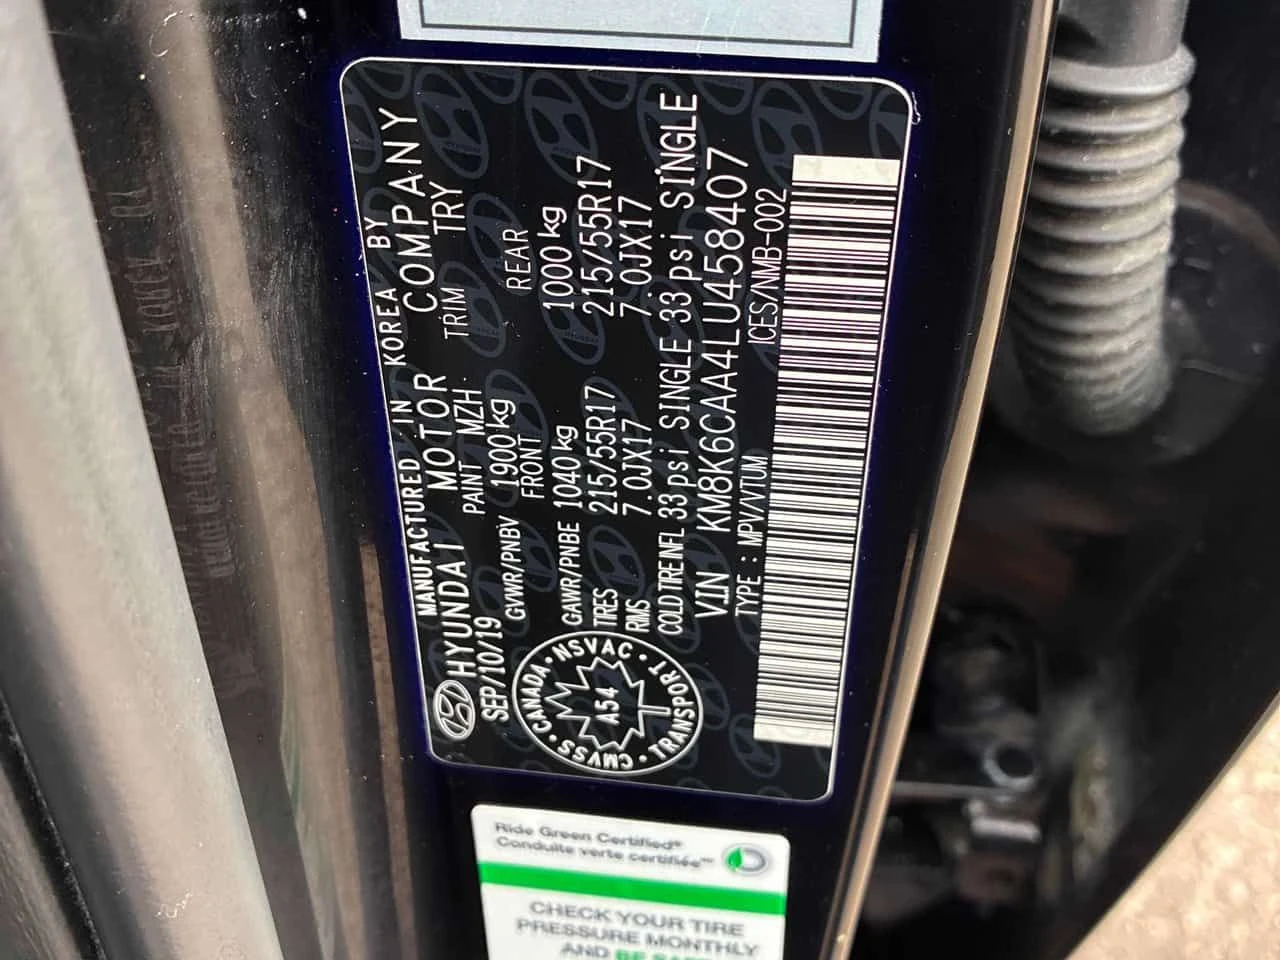 MANUFACTURED IN KOREA BY
HYUNDAI MOTOR COMPANY
SEP/10/19 PAINT MZH TRIM TRY
GVWR/PNBV 1900 kg
FRONT REAR
GAWR/PNBE 1040 kg 1000 kg
TIRES 215/55R17 215/55R17
RIMS 7.0JX17 7.0JX17
COLD TIRE INFL 33 psi SINGLE 33 psi SINGLE
VIN KM8K6CAA4LU458407
TYPE : MPV/VTUM ICES/NMB-002
CANADA · NSVAC · TRANSPORT · CMVSS ·
A54
Ride Green Certified®
Conduite verte certifiée™
CHECK YOUR TIRE
PRESSURE MONTHLY
AND BE